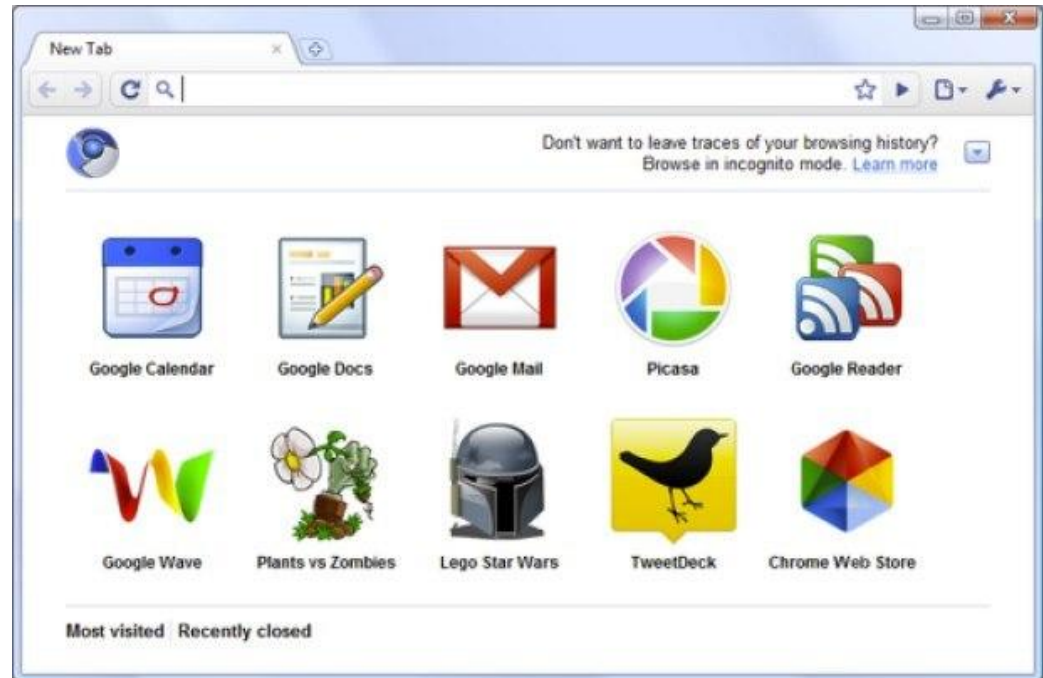 New Tab
Don't want to leave traces of your browsing history?
Browse in incognito mode. Learn more
Google Calendar
Google Docs
Google Mail
Picasa
Google Reader
Google Wave
Plants vs Zombies
Lego Star Wars
TweetDeck
Chrome Web Store
Most visited
Recently closed